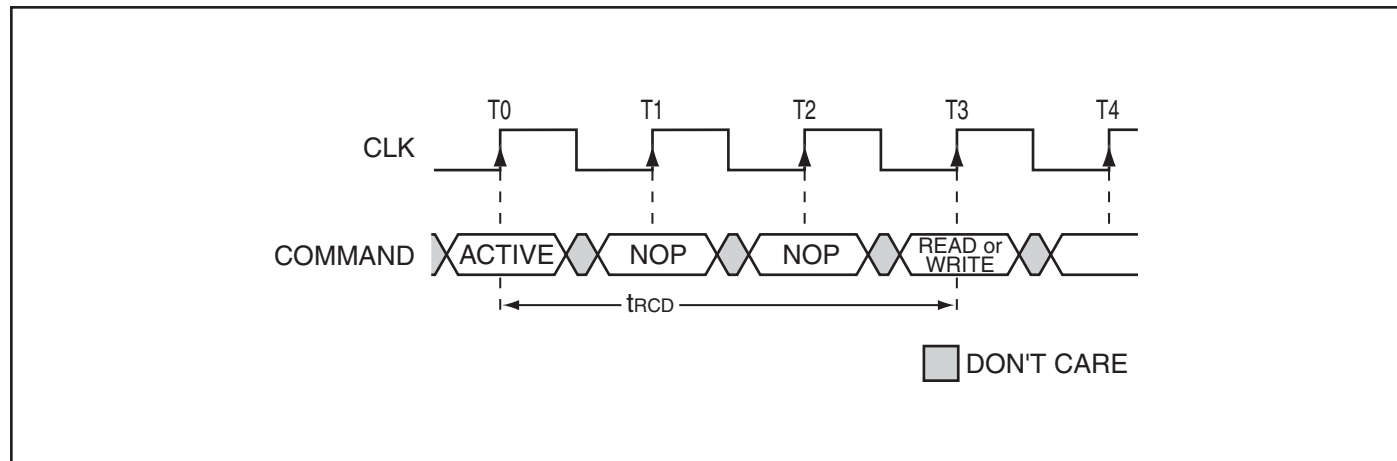 T0 T1 T2 T3 T4
CLK
COMMAND ACTIVE NOP NOP READ or
WRITE
tRCD
DON'T CARE